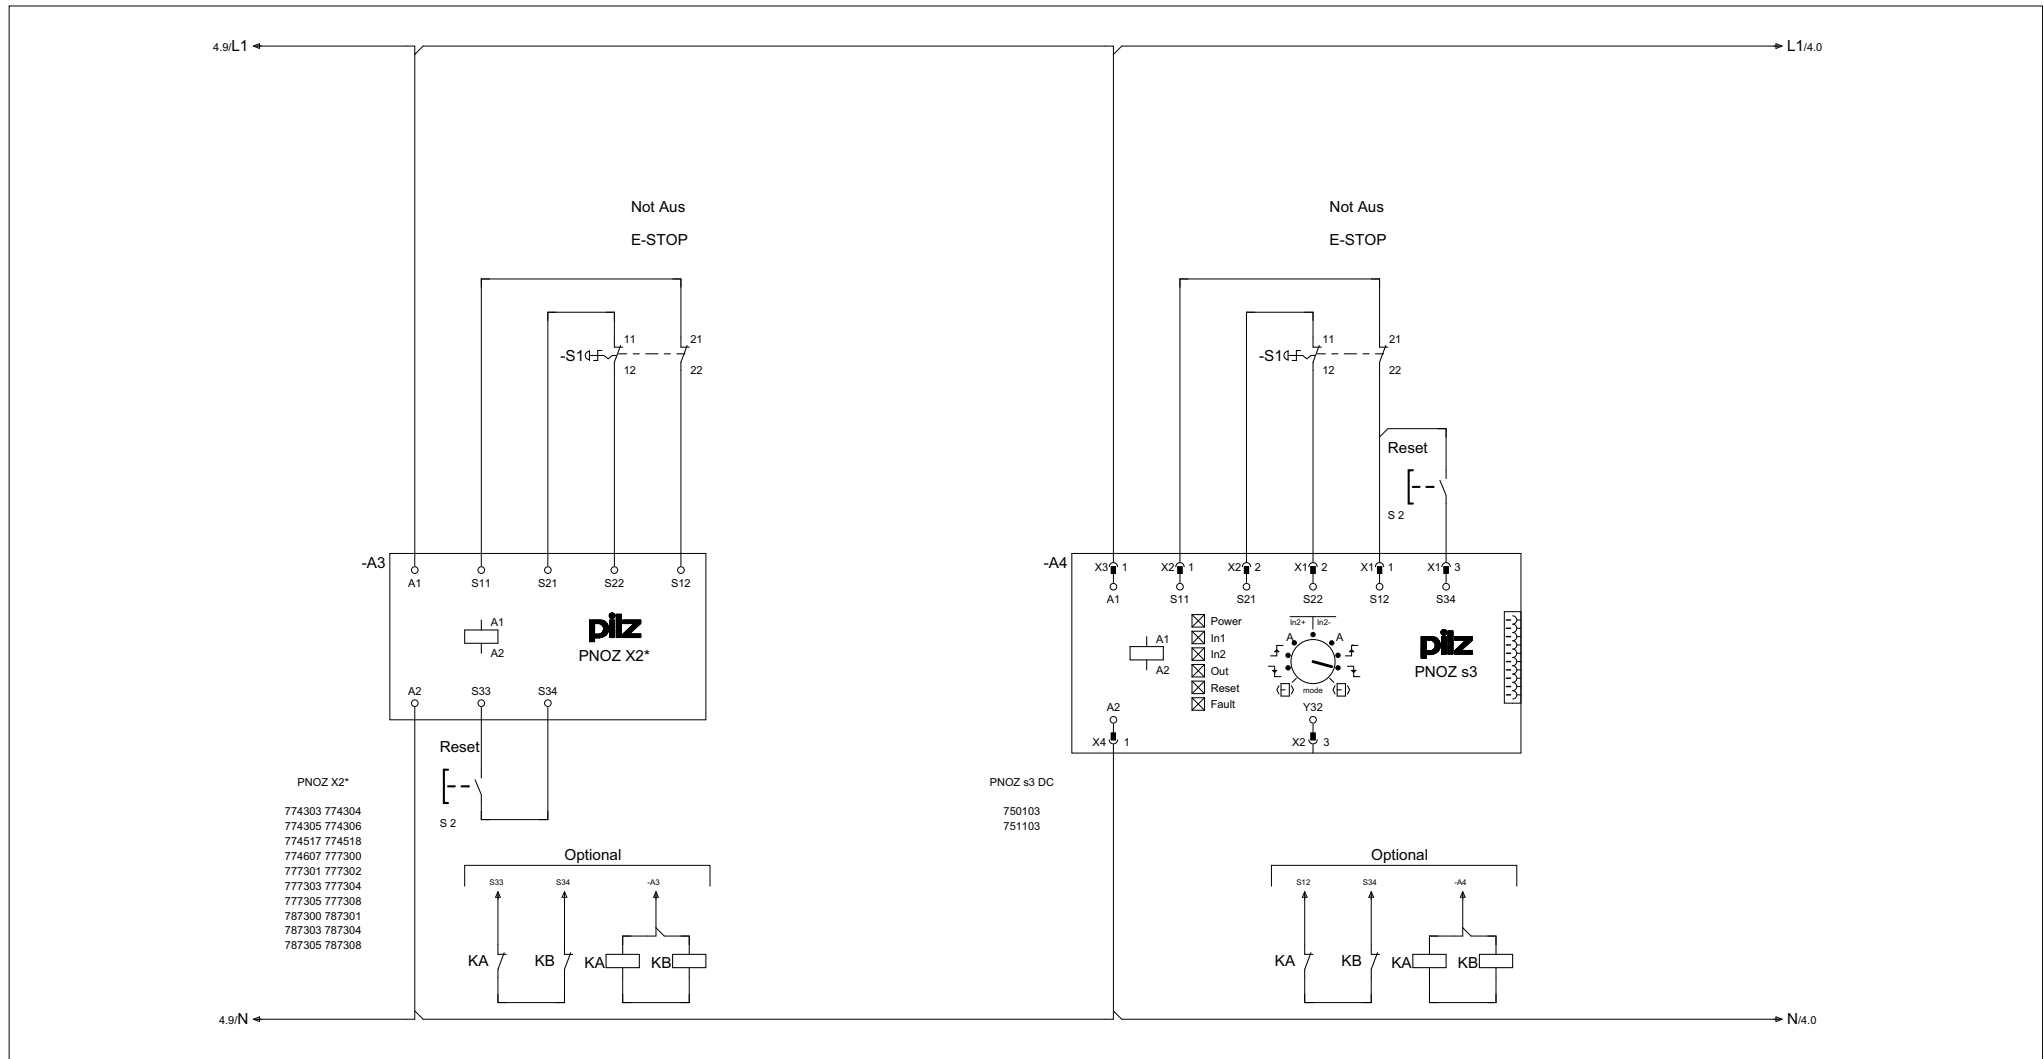 4.9/L1
L1/4.0
Not Aus
E-STOP
-S1
11
12
21
22
-A3
A1
S11
S21
S22
S12
A1
A2
pilz
PNOZ X2*
A2
S33
S34
Reset
S 2
PNOZ X2*
774303 774304
774305 774306
774517 774518
774607 777300
777301 777302
777303 777304
777305 777308
787300 787301
787303 787304
787305 787308
Optional
S33
S34
-A3
KA
KB
KA
KB
Not Aus
E-STOP
-S1
11
12
21
22
Reset
S 2
-A4
X3 1
X2 1
X2 2
X1 2
X1 1
X1 3
A1
S11
S21
S22
S12
S34
A1
A2
Power
In1
In2
Out
Reset
Fault
In2+
In2-
A
A
mode
pilz
PNOZ s3
A2
Y32
X4 1
X2 3
PNOZ s3 DC
750103
751103
Optional
S12
S34
-A4
KA
KB
KA
KB
4.9/N
N/4.0